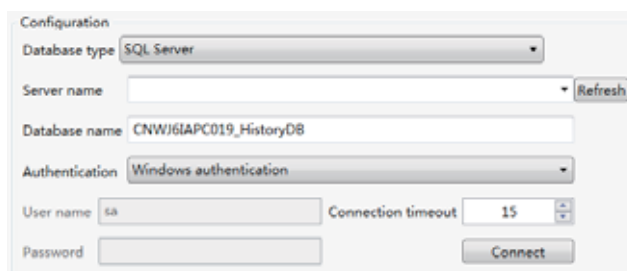 Configuration
Database type SQL Server
Server name Refresh
Database name CNWJ6IAPC019_HistoryDB
Authentication Windows authentication
User name sa Connection timeout 15
Password Connect